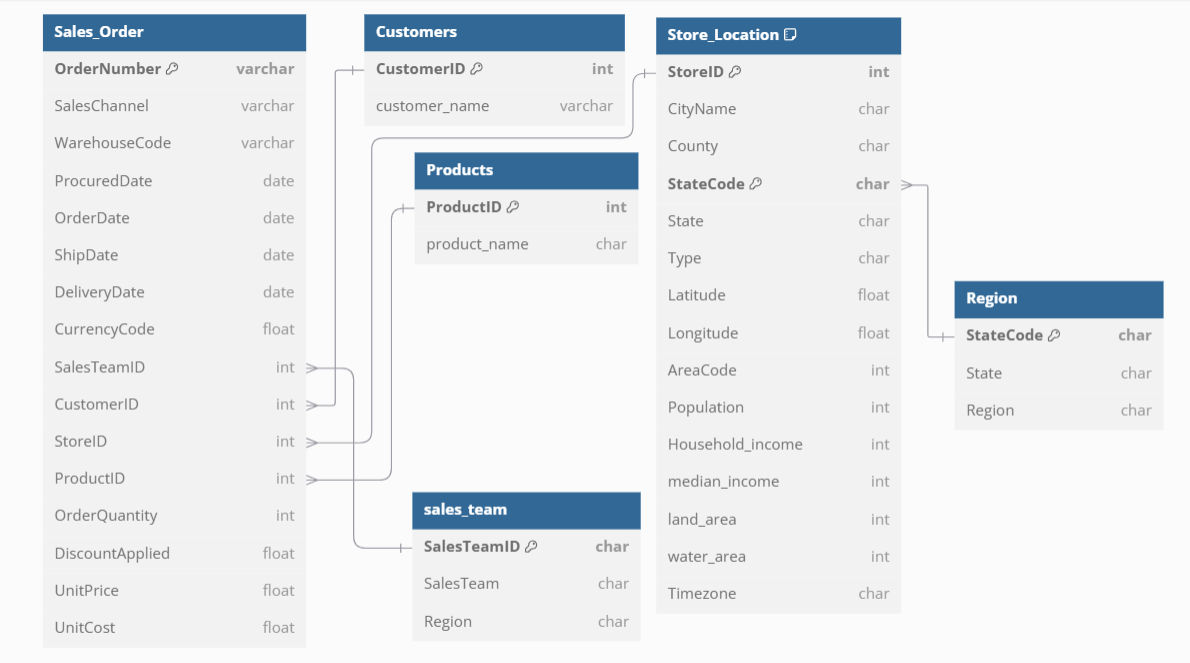 Sales_Order
OrderNumber varchar
SalesChannel varchar
WarehouseCode varchar
ProcuredDate date
OrderDate date
ShipDate date
DeliveryDate date
CurrencyCode float
SalesTeamID int
CustomerID int
StoreID int
ProductID int
OrderQuantity int
DiscountApplied float
UnitPrice float
UnitCost float
Customers
CustomerID int
customer_name varchar
Products
ProductID int
product_name char
sales_team
SalesTeamID char
SalesTeam char
Region char
Store_Location
StoreID int
CityName char
County char
StateCode char
State char
Type char
Latitude float
Longitude float
AreaCode int
Population int
Household_income int
median_income int
land_area int
water_area int
Timezone char
Region
StateCode char
State char
Region char